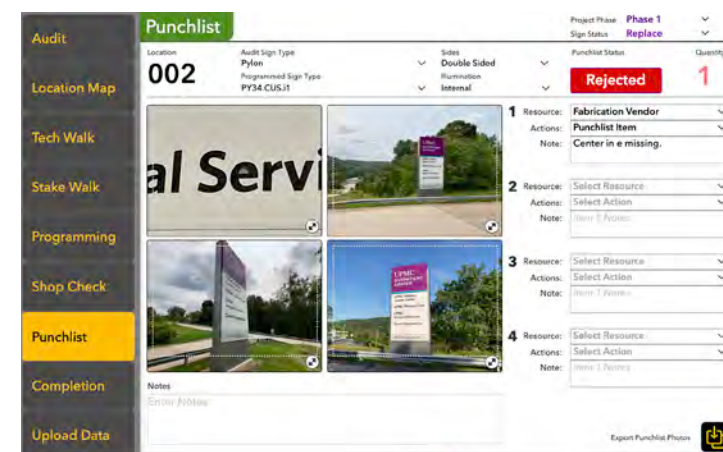 Audit
Location Map
Tech Walk
Stake Walk
Programming
Shop Check
Punchlist
Completion
Upload Data
Punchlist
Project Phase Phase 1
Sign Status Replace
Location
002
Audit Sign Type
Pylon
Programmed Sign Type
PY34.CUS.i1
Sides
Double Sided
Illumination
Internal
Punchlist Status
Rejected
Quantity
1
al Servi
UPMC
1 Resource: Fabrication Vendor
Actions: Punchlist Item
Note: Center in e missing.
2 Resource: Select Resource
Actions: Select Action
Note: Item 1 Notes
3 Resource: Select Resource
Actions: Select Action
Note: Item 1 Notes
4 Resource: Select Resource
Actions: Select Action
Note: Item 1 Notes
Notes
Enter Notes
Export Punchlist Photos